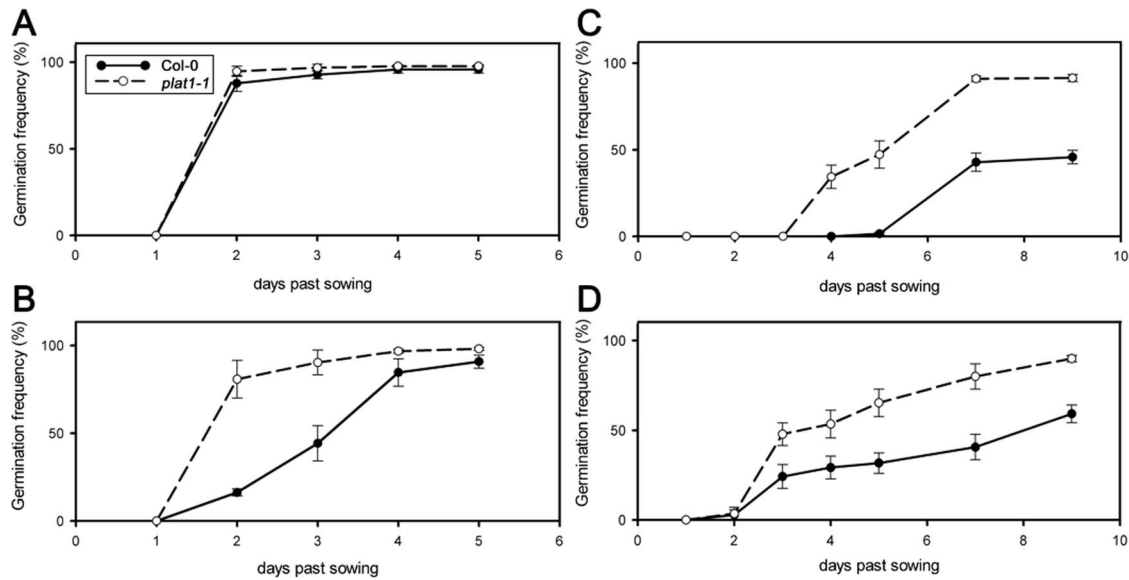 A
Germination frequency (%)
100
50
0
Col-0
plat1-1
0 1 2 3 4 5 6
days past sowing
B
Germination frequency (%)
100
50
0
0 1 2 3 4 5 6
days past sowing
C
Germination frequency (%)
100
50
0
0 2 4 6 8 10
days past sowing
D
Germination frequency (%)
100
50
0
0 2 4 6 8 10
days past sowing